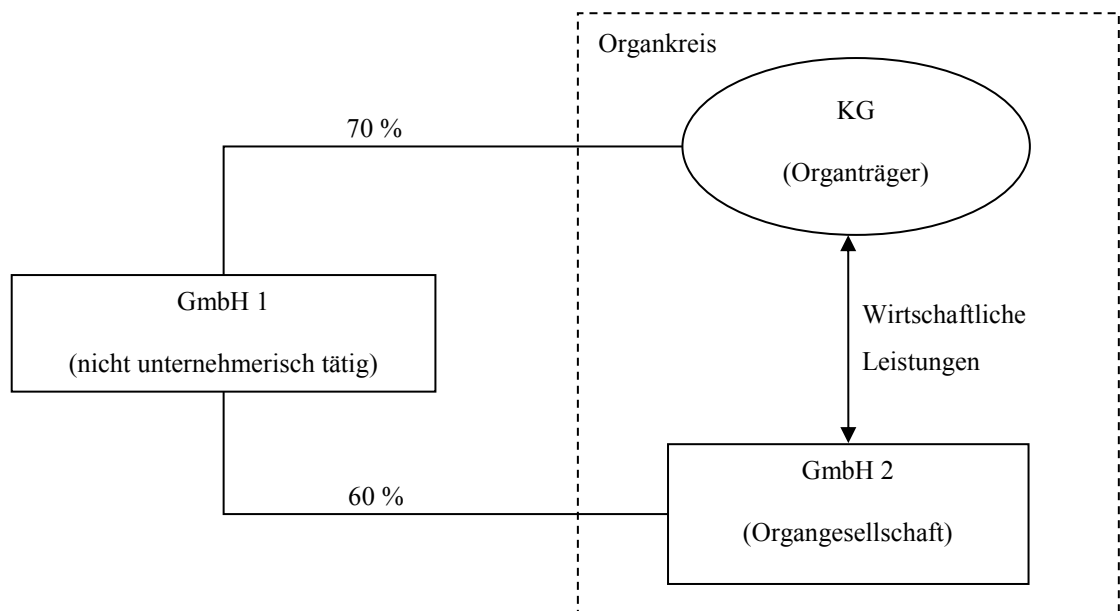 Organkreis
KG
(Organträger)
70 %
GmbH 1
(nicht unternehmerisch tätig)
Wirtschaftliche
Leistungen
60 %
GmbH 2
(Organgesellschaft)